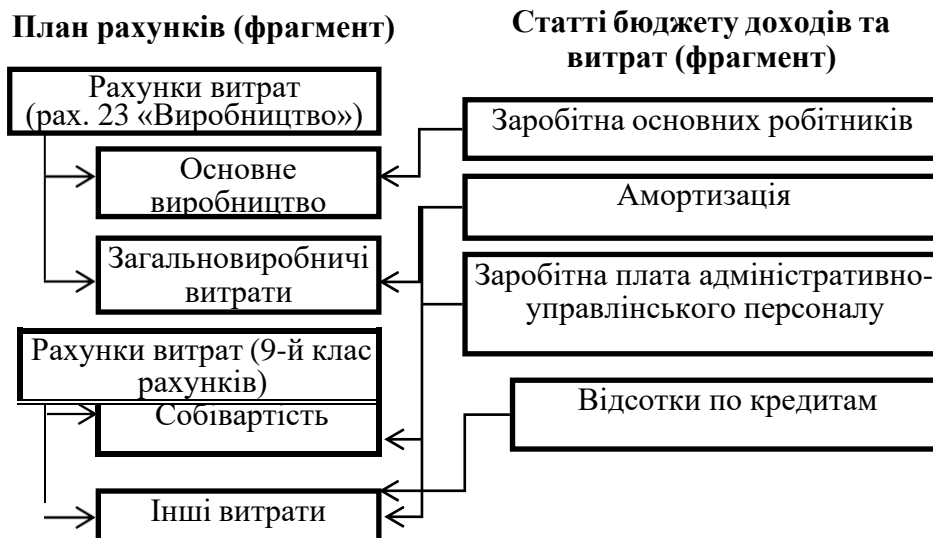 План рахунків (фрагмент)
Рахунки витрат
(рах. 23 «Виробництво»)
Основне
виробництво
Загальновиробничі
витрати
Рахунки витрат (9-й клас
рахунків)
Собівартість
Інші витрати
Статті бюджету доходів та
витрат (фрагмент)
Заробітна основних робітників
Амортизація
Заробітна плата адміністративно-
управлінського персоналу
Відсотки по кредитам